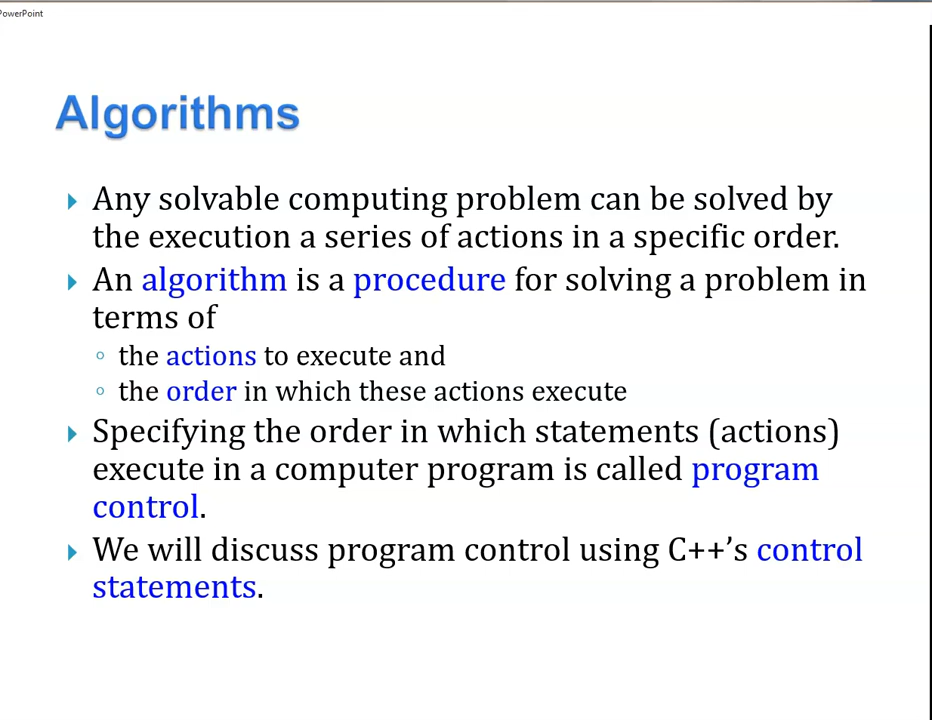 PowerPoint
Algorithms
Any solvable computing problem can be solved by
the execution a series of actions in a specific order.
An algorithm is a procedure for solving a problem in
terms of
the actions to execute and
the order in which these actions execute
Specifying the order in which statements (actions)
execute in a computer program is called program
control.
We will discuss program control using C++’s control
statements.